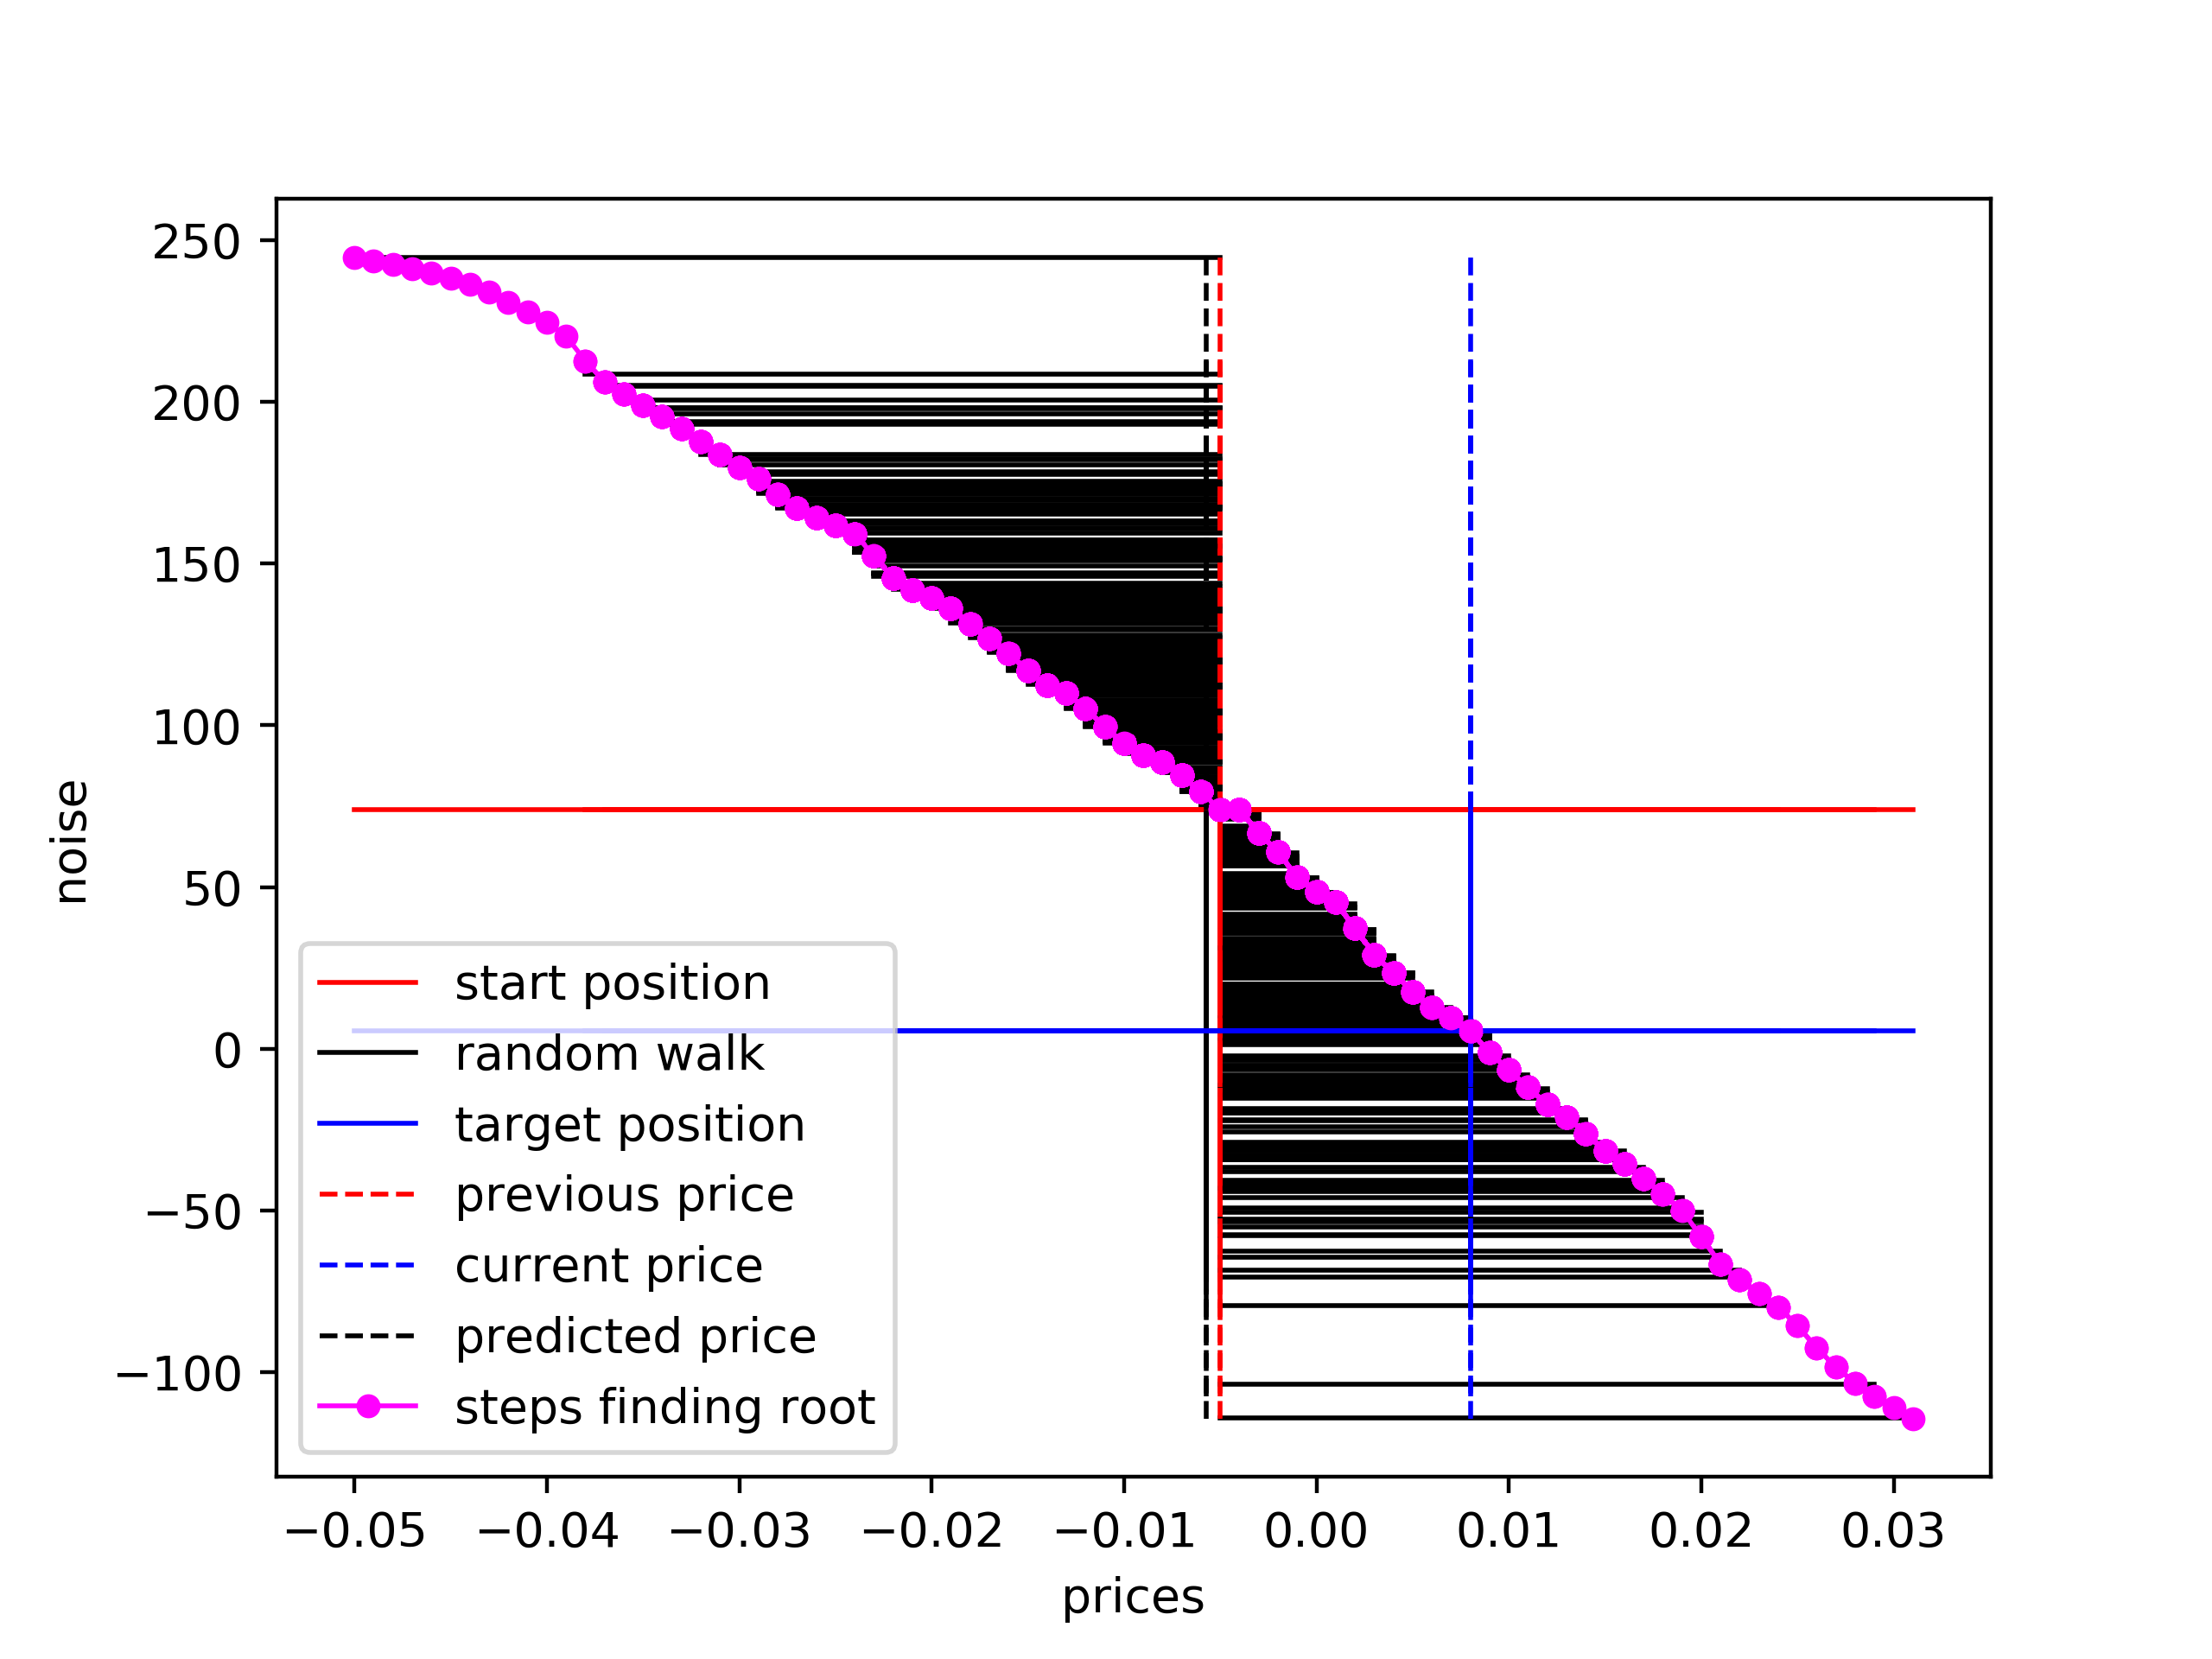 250
200
150
100
50
0
−50
−100
noise
start position
random walk
target position
previous price
current price
predicted price
steps finding root
−0.05 −0.04 −0.03 −0.02 −0.01 0.00 0.01 0.02 0.03
prices